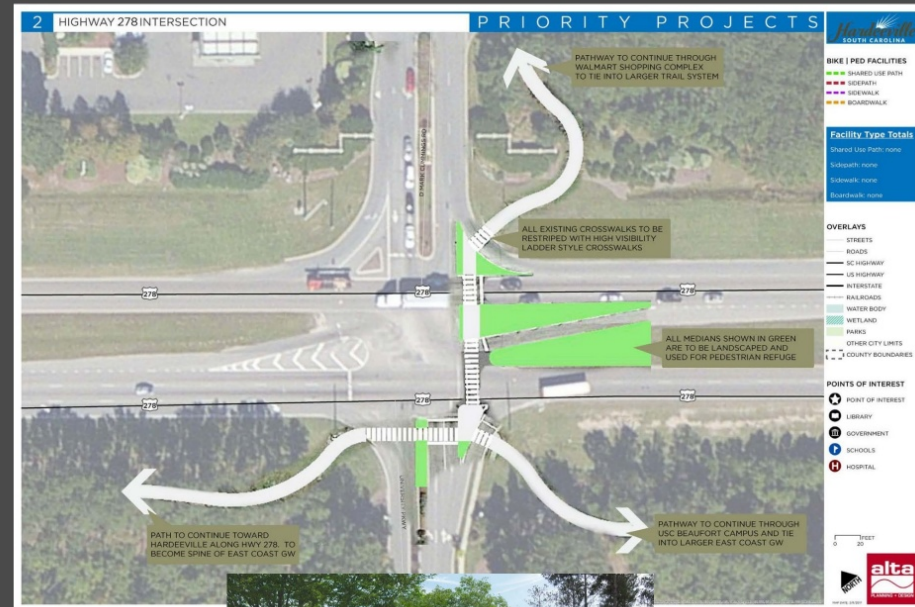 2 HIGHWAY 278 INTERSECTION
PRIORITY PROJECTS
Hardeeville
SOUTH CAROLINA
PATHWAY TO CONTINUE THROUGH
WALMART SHOPPING COMPLEX
TO TIE INTO LARGER TRAIL SYSTEM
ALL EXISTING CROSSWALKS TO BE
RESTRIPED WITH HIGH VISIBILITY
LADDER STYLE CROSSWALKS
278
278
278
ALL MEDIANS SHOWN IN GREEN
ARE TO BE LANDSCAPED AND
USED FOR PEDESTRIAN REFUGE
278
278
278
PATH TO CONTINUE TOWARD
HARDEEVILLE ALONG HWY 278. TO
BECOME SPINE OF EAST COAST GW
PATHWAY TO CONTINUE THROUGH
USC BEAUFORT CAMPUS AND TIE
INTO LARGER EAST COAST GW
BIKE | PED FACILITIES
SHARED USE PATH
SIDEPATH
SIDEWALK
BOARDWALK
Facility Type Totals
Shared Use Path: none
Sidepath: none
Sidewalk: none
Boardwalk: none
OVERLAYS
STREETS
ROADS
SC HIGHWAY
US HIGHWAY
INTERSTATE
RAILROADS
WATER BODY
WETLAND
PARKS
OTHER CITY LIMITS
COUNTY BOUNDARIES
POINTS OF INTEREST
POINT OF INTEREST
LIBRARY
GOVERNMENT
SCHOOLS
H HOSPITAL
FEET
0 20
NORTH
alta
PLANNING + DESIGN